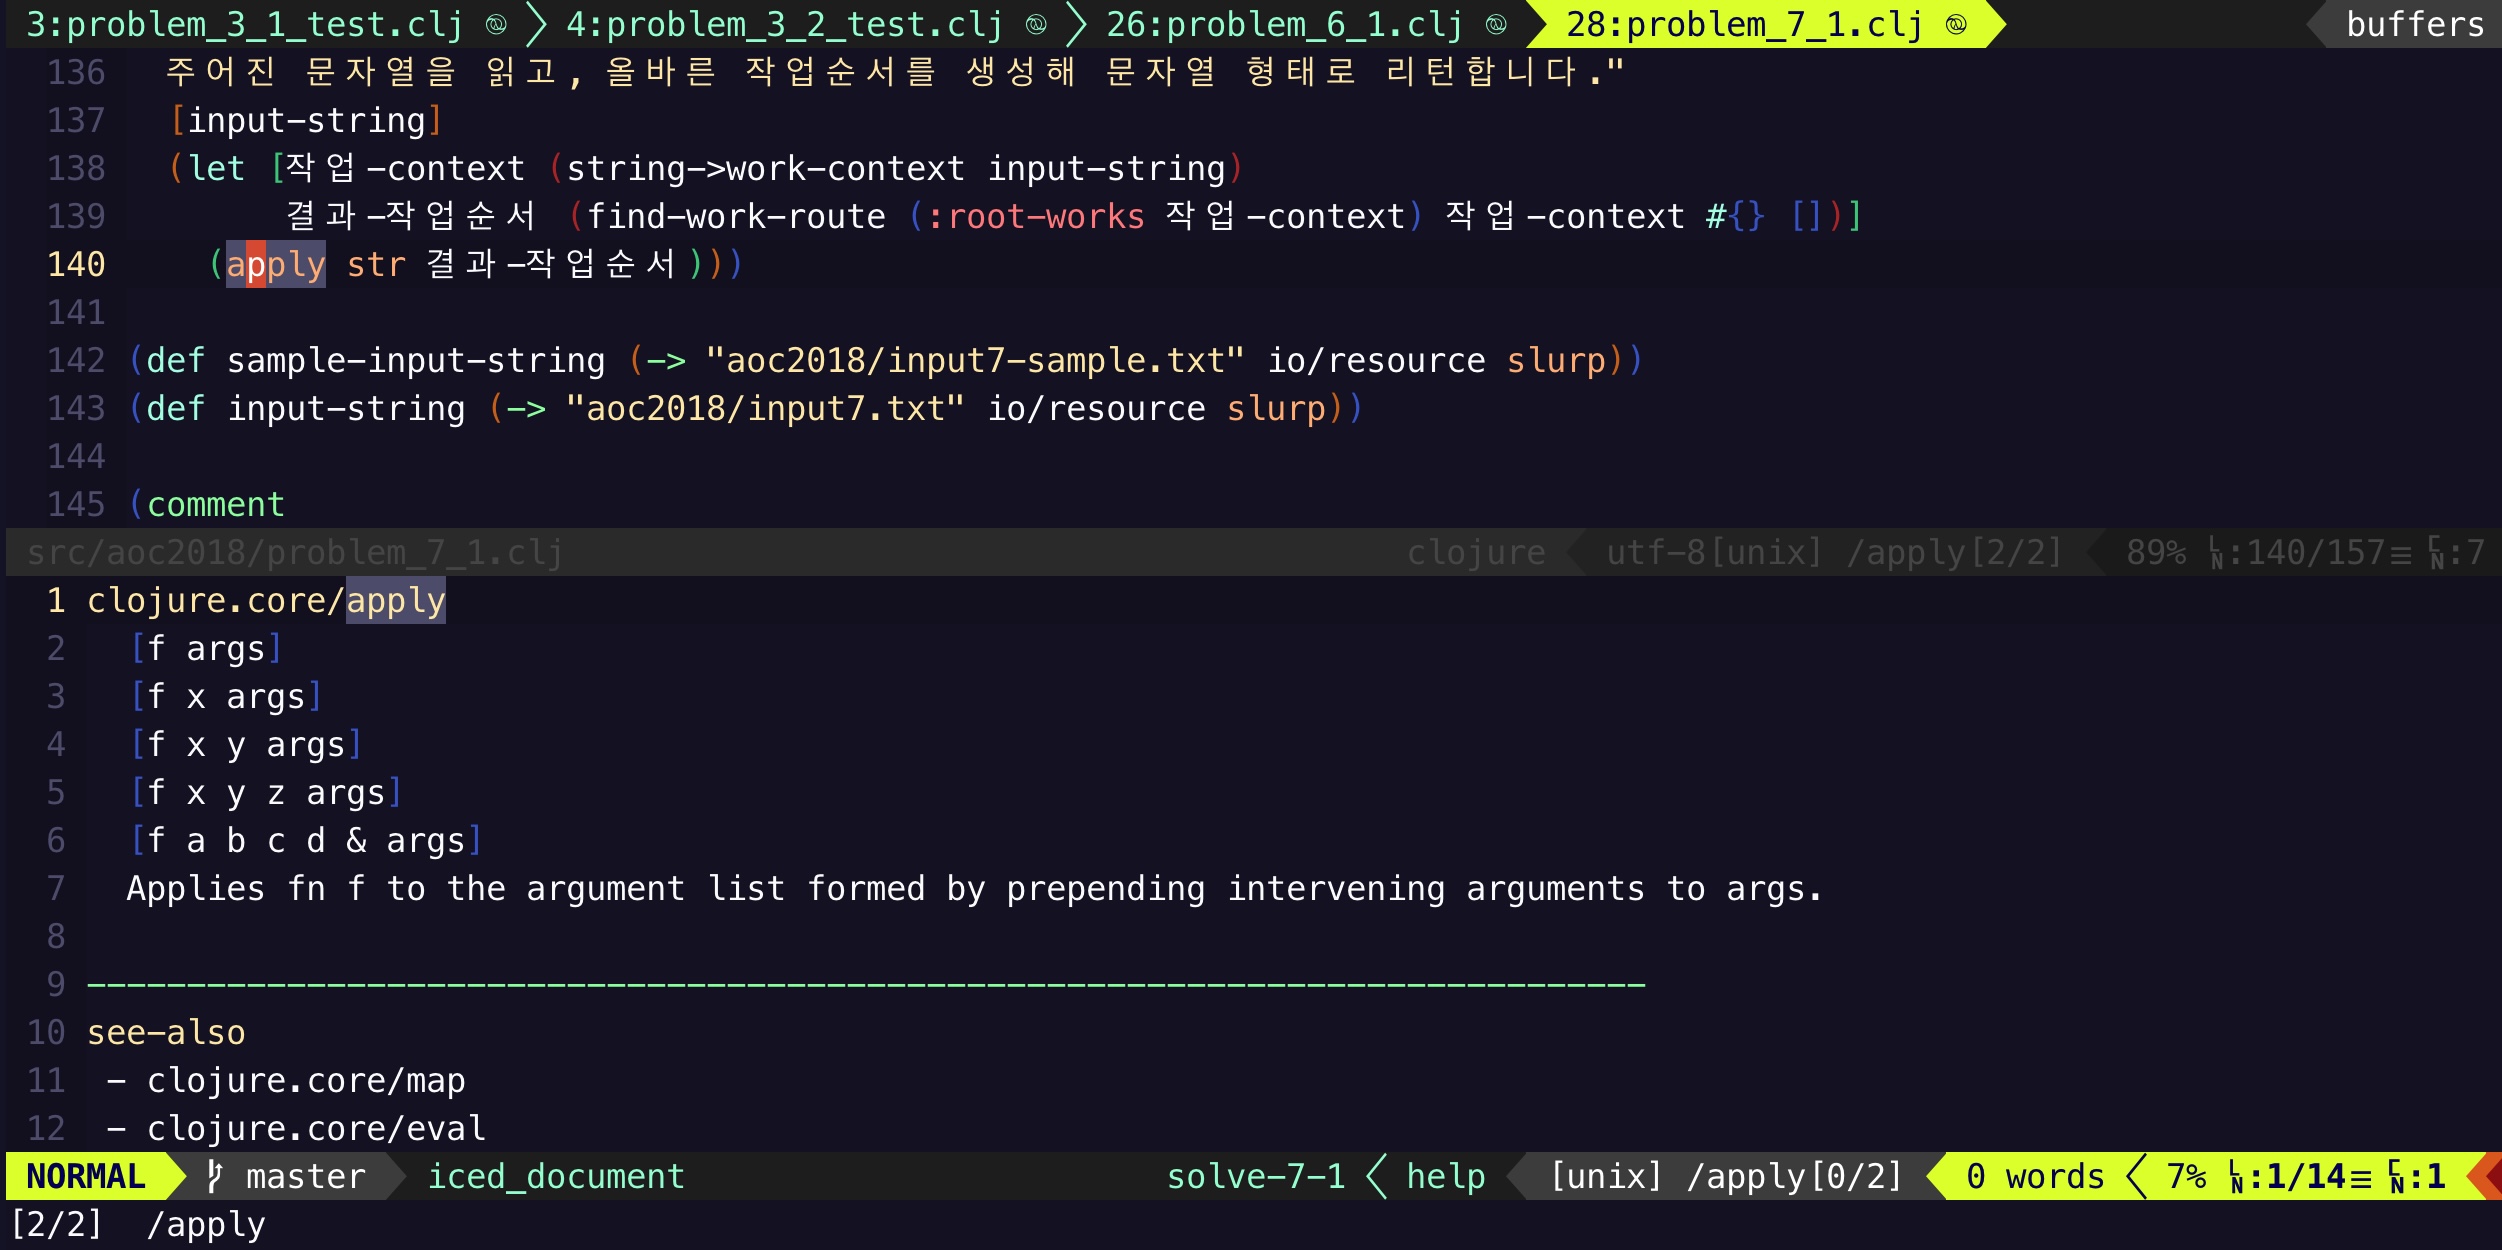 3:problem_3_1_test.clj 4:problem_3_2_test.clj 26:problem_6_1.clj 28:problem_7_1.clj buffers
136 주어진 문자열을 읽고, 올바른 작업순서를 생성해 문자열 형태로 리턴합니다."
137 [input-string]
138 (let [작업-context (string->work-context input-string)
139 결과-작업순서 (find-work-route (:root-works 작업-context) 작업-context #{} [])]
140 (apply str 결과-작업순서)))
141
142 (def sample-input-string (-> "aoc2018/input7-sample.txt" io/resource slurp))
143 (def input-string (-> "aoc2018/input7.txt" io/resource slurp))
144
145 (comment
src/aoc2018/problem_7_1.clj clojure utf-8[unix] /apply[2/2] 89% LN:140/157≡ CN:7
1 clojure.core/apply
2 [f args]
3 [f x args]
4 [f x y args]
5 [f x y z args]
6 [f a b c d & args]
7 Applies fn f to the argument list formed by prepending intervening arguments to args.
8
9 ------------------------------------------------------------------------------
10 see-also
11 - clojure.core/map
12 - clojure.core/eval
NORMAL master iced_document solve-7-1 help [unix] /apply[0/2] 0 words 7% LN:1/14≡ CN:1
[2/2] /apply